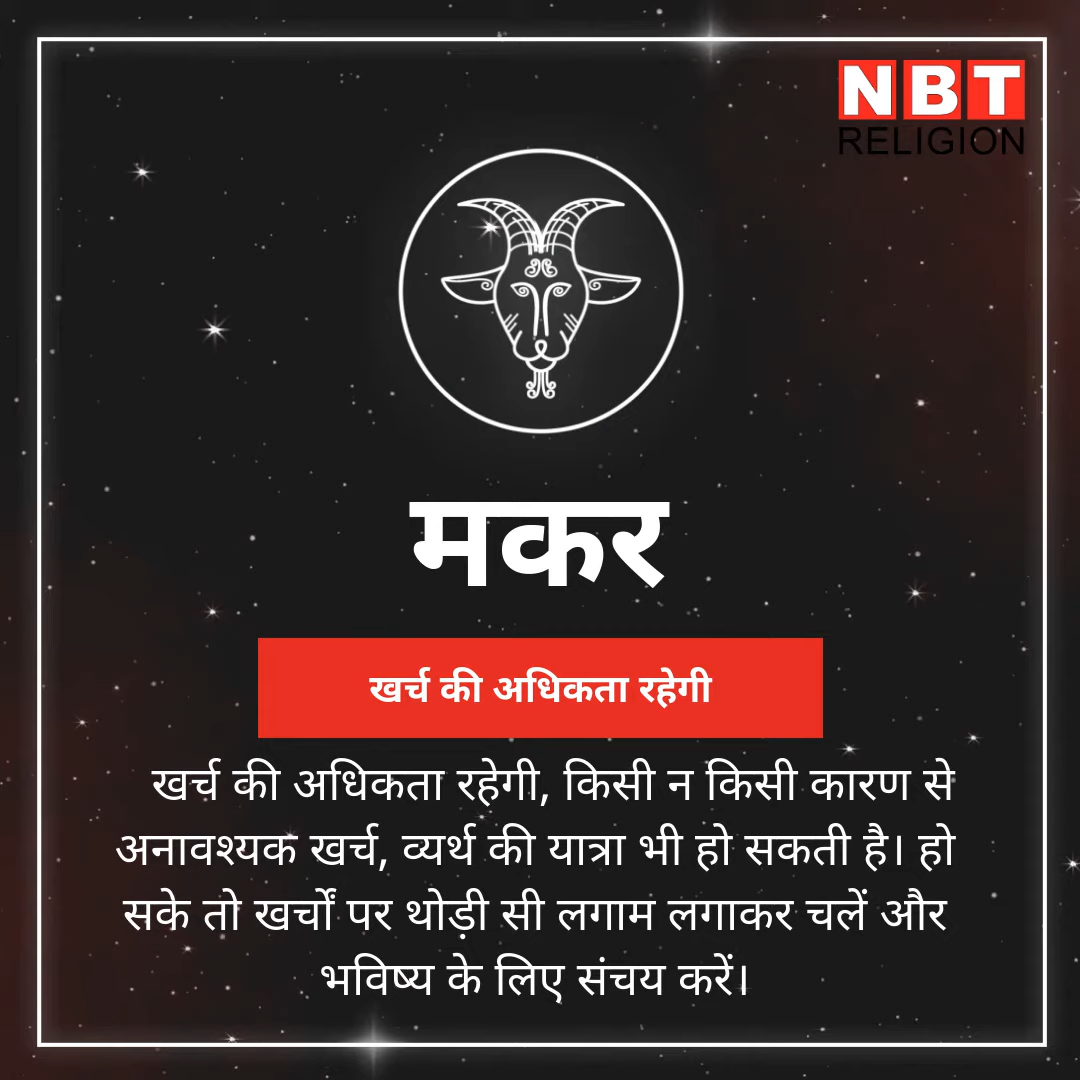 NBT
RELIGION
मकर
खर्च की अधिकता रहेगी
खर्च की अधिकता रहेगी, किसी न किसी कारण से
अनावश्यक खर्च, व्यर्थ की यात्रा भी हो सकती है। हो
सके तो खर्चों पर थोड़ी सी लगाम लगाकर चलें और
भविष्य के लिए संचय करें।